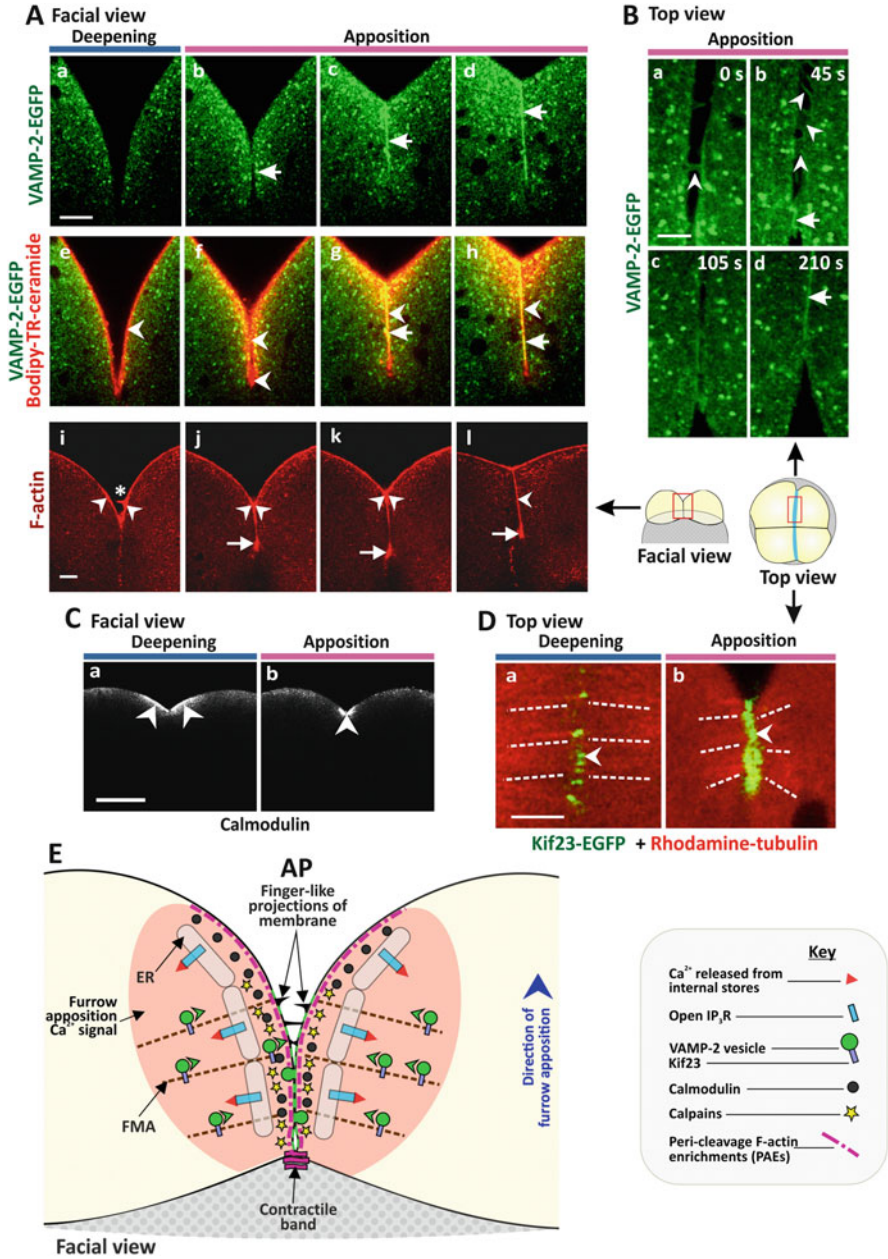 A Facial view
Deepening
Apposition
VAMP-2-EGFP
a
b
c
d
VAMP-2-EGFP
Bodipy-TR-ceramide
e
f
g
h
F-actin
i
*
j
k
l
B Top view
Apposition
VAMP-2-EGFP
a
0 s
b
45 s
c
105 s
d
210 s
Facial view
Top view
C Facial view
Deepening
Apposition
a
b
Calmodulin
D Top view
Deepening
Apposition
a
b
Kif23-EGFP + Rhodamine-tubulin
E
AP
Finger-like
projections of
membrane
ER
Furrow
apposition
Ca²⁺ signal
FMA
Contractile
band
Direction of
furrow apposition
Facial view
Key
Ca²⁺ released from
internal stores
Open IP₃R
VAMP-2 vesicle
Kif23
Calmodulin
Calpains
Peri-cleavage F-actin
enrichments (PAEs)